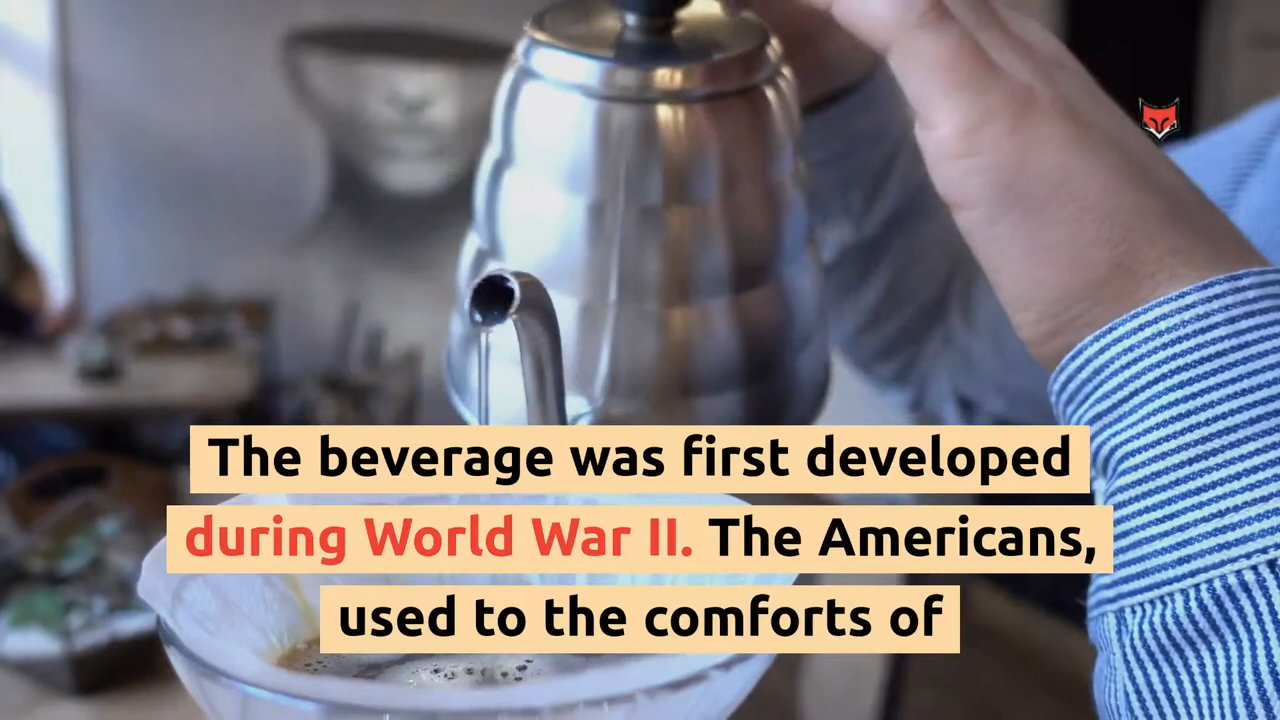 The beverage was first developed
during World War II. The Americans,
used to the comforts of